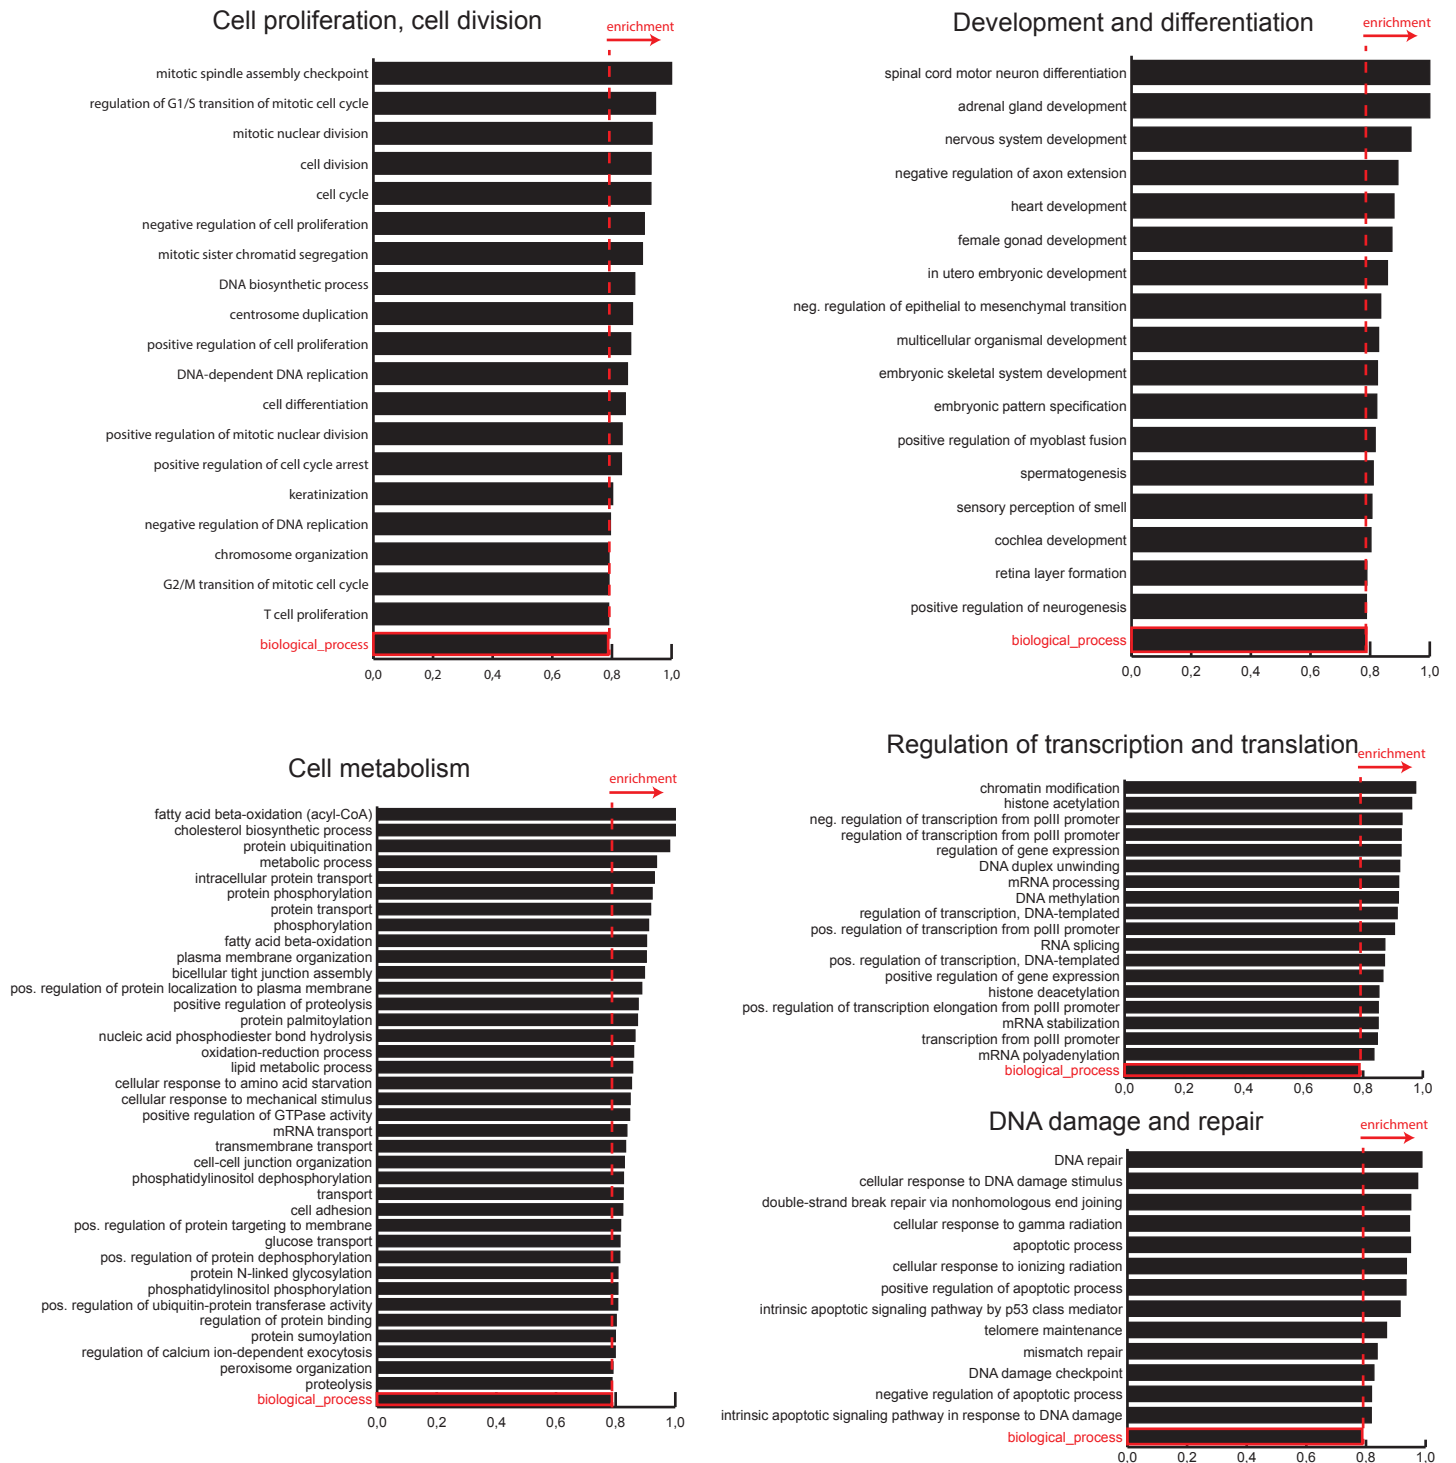 Cell proliferation, cell division
enrichment
mitotic spindle assembly checkpoint
regulation of G1/S transition of mitotic cell cycle
mitotic nuclear division
cell division
cell cycle
negative regulation of cell proliferation
mitotic sister chromatid segregation
DNA biosynthetic process
centrosome duplication
positive regulation of cell proliferation
DNA-dependent DNA replication
cell differentiation
positive regulation of mitotic nuclear division
positive regulation of cell cycle arrest
keratinization
negative regulation of DNA replication
chromosome organization
G2/M transition of mitotic cell cycle
T cell proliferation
biological_process
0,0 0,2 0,4 0,6 0,8 1,0
Development and differentiation
enrichment
spinal cord motor neuron differentiation
adrenal gland development
nervous system development
negative regulation of axon extension
heart development
female gonad development
in utero embryonic development
neg. regulation of epithelial to mesenchymal transition
multicellular organismal development
embryonic skeletal system development
embryonic pattern specification
positive regulation of myoblast fusion
spermatogenesis
sensory perception of smell
cochlea development
retina layer formation
positive regulation of neurogenesis
biological_process
0,0 0,2 0,4 0,6 0,8 1,0
Cell metabolism
enrichment
fatty acid beta-oxidation (acyl-CoA)
cholesterol biosynthetic process
protein ubiquitination
metabolic process
intracellular protein transport
protein phosphorylation
protein transport
phosphorylation
fatty acid beta-oxidation
plasma membrane organization
bicellular tight junction assembly
pos. regulation of protein localization to plasma membrane
positive regulation of proteolysis
protein palmitoylation
nucleic acid phosphodiester bond hydrolysis
oxidation-reduction process
lipid metabolic process
cellular response to amino acid starvation
cellular response to mechanical stimulus
positive regulation of GTPase activity
mRNA transport
transmembrane transport
cell-cell junction organization
phosphatidylinositol dephosphorylation
transport
cell adhesion
pos. regulation of protein targeting to membrane
glucose transport
pos. regulation of protein dephosphorylation
protein N-linked glycosylation
phosphatidylinositol phosphorylation
pos. regulation of ubiquitin-protein transferase activity
regulation of protein binding
protein sumoylation
regulation of calcium ion-dependent exocytosis
peroxisome organization
proteolysis
biological_process
0,0 0,2 0,4 0,6 0,8 1,0
Regulation of transcription and translation
enrichment
chromatin modification
histone acetylation
neg. regulation of transcription from polII promoter
regulation of transcription from polII promoter
regulation of gene expression
DNA duplex unwinding
mRNA processing
DNA methylation
regulation of transcription, DNA-templated
pos. regulation of transcription from polII promoter
RNA splicing
pos. regulation of transcription, DNA-templated
positive regulation of gene expression
histone deacetylation
pos. regulation of transcription elongation from polII promoter
mRNA stabilization
transcription from polII promoter
mRNA polyadenylation
biological_process
0,0 0,2 0,4 0,6 0,8 1,0
DNA damage and repair
enrichment
DNA repair
cellular response to DNA damage stimulus
double-strand break repair via nonhomologous end joining
cellular response to gamma radiation
apoptotic process
cellular response to ionizing radiation
positive regulation of apoptotic process
intrinsic apoptotic signaling pathway by p53 class mediator
telomere maintenance
mismatch repair
DNA damage checkpoint
negative regulation of apoptotic process
intrinsic apoptotic signaling pathway in response to DNA damage
biological_process
0,0 0,2 0,4 0,6 0,8 1,0